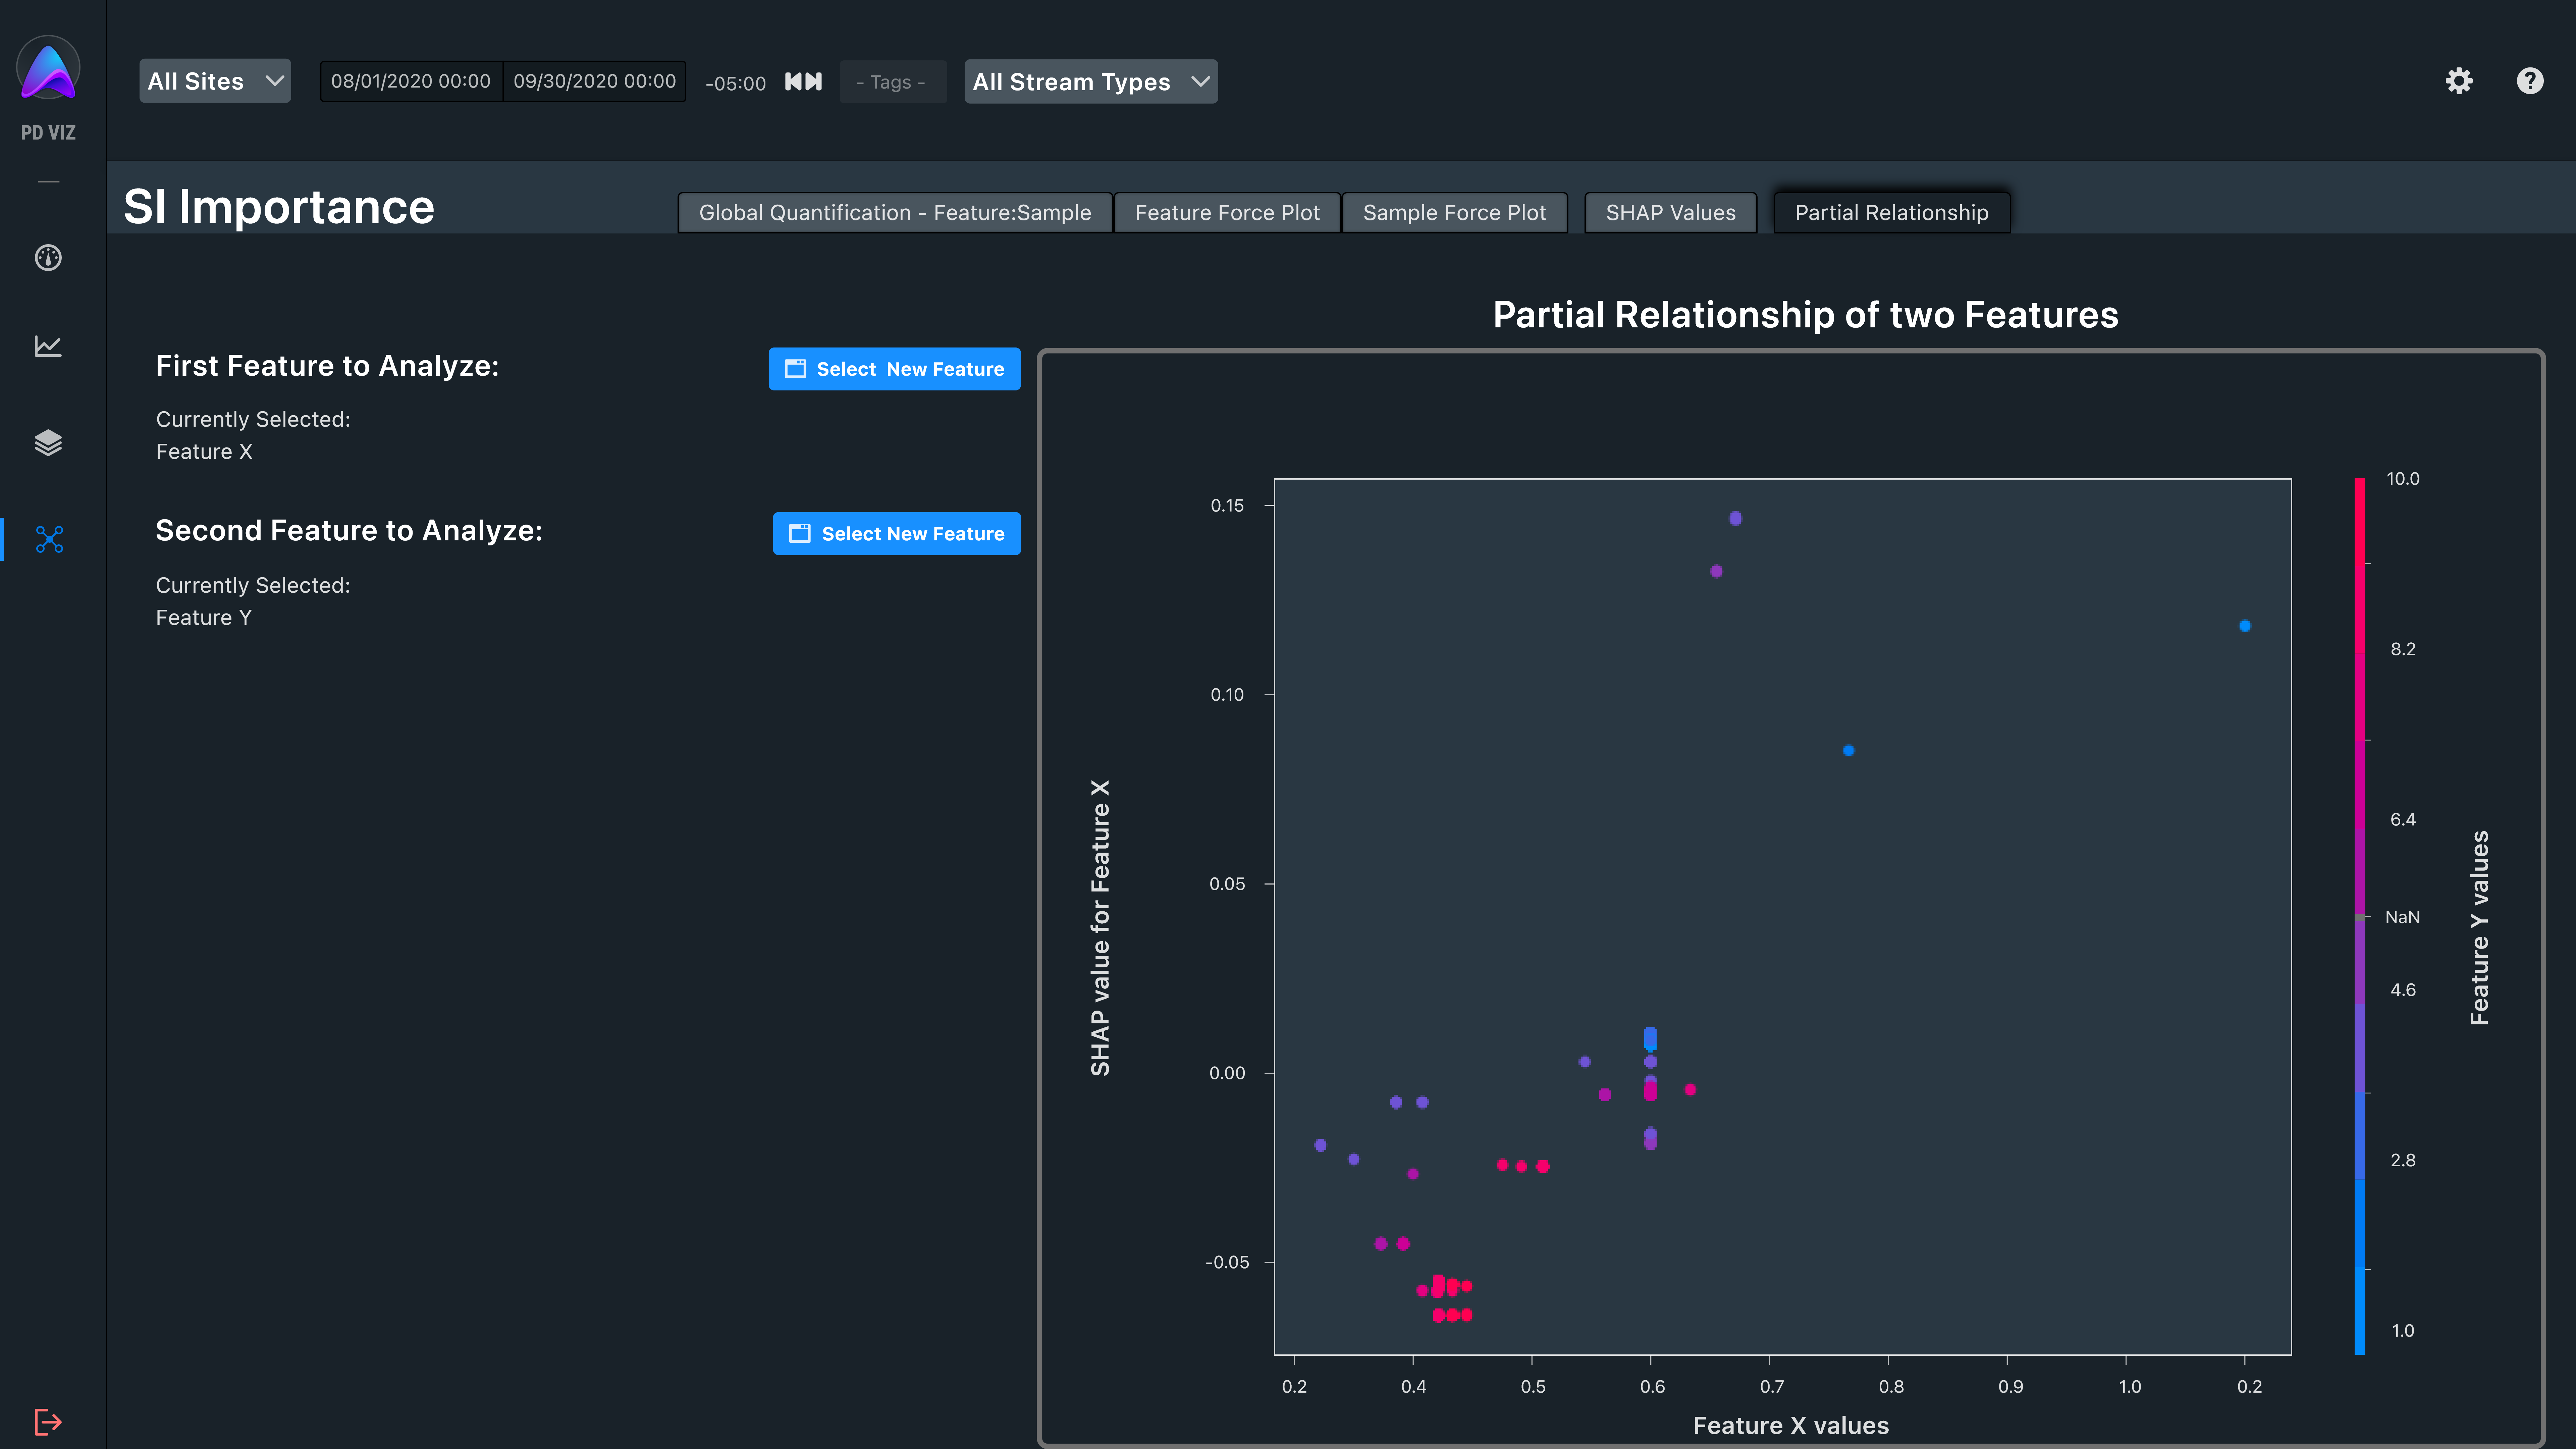 PD VIZ
All Sites
08/01/2020 00:00 09/30/2020 00:00
-05:00
- Tags -
All Stream Types
SI Importance
Global Quantification - Feature:Sample
Feature Force Plot
Sample Force Plot
SHAP Values
Partial Relationship
First Feature to Analyze:
Select  New Feature
Currently Selected:
Feature X
Second Feature to Analyze:
Select New Feature
Currently Selected:
Feature Y
Partial Relationship of two Features
SHAP value for Feature X
0.15
0.10
0.05
0.00
-0.05
0.2 0.4 0.5 0.6 0.7 0.8 0.9 1.0 0.2
Feature X values
10.0
8.2
6.4
NaN
4.6
2.8
1.0
Feature Y values